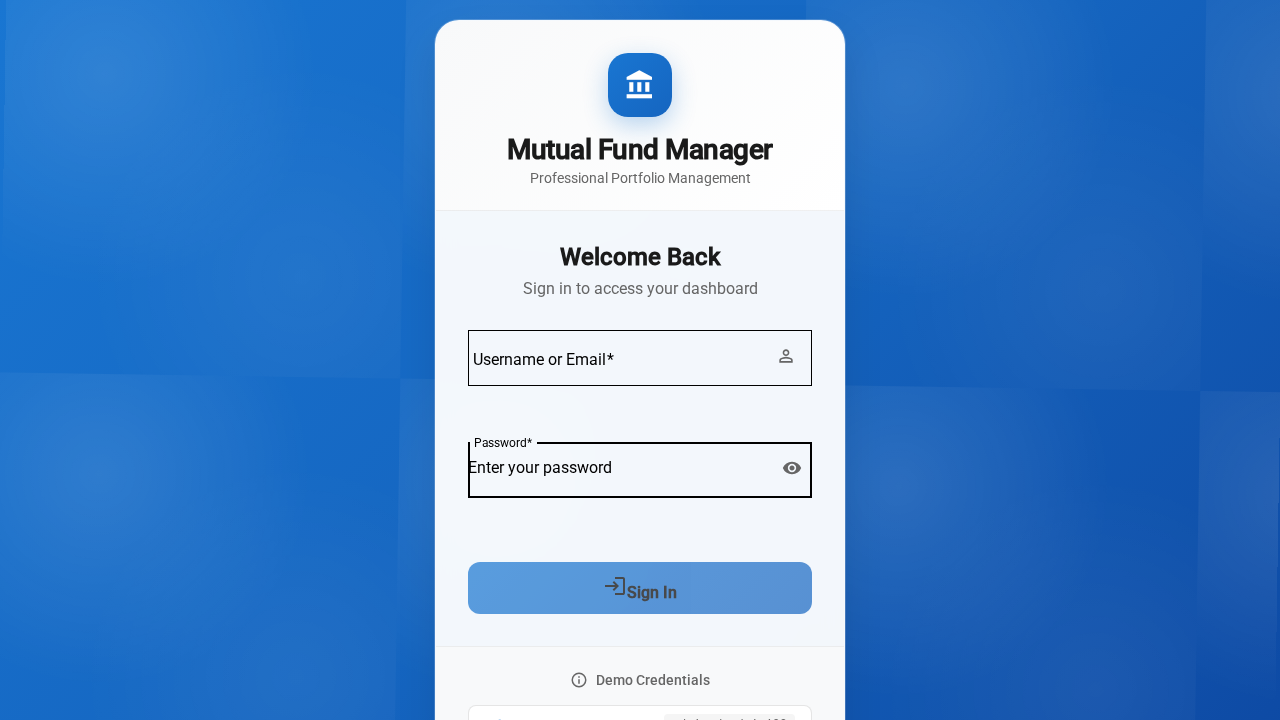 Mutual Fund Manager
Professional Portfolio Management
Welcome Back
Sign in to access your dashboard
Username or Email*
Password*
Enter your password
Sign In
Demo Credentials